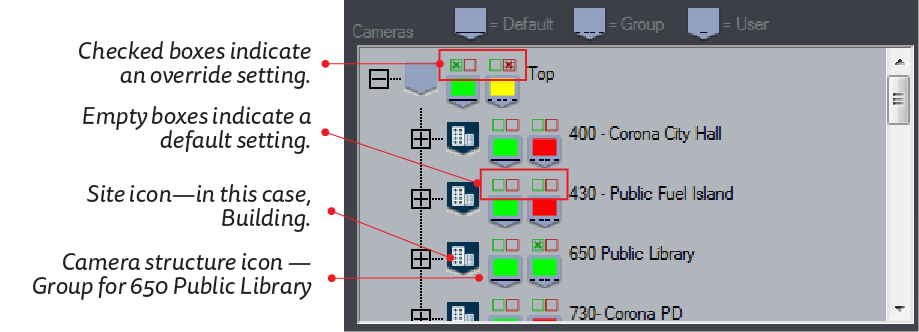 = Default
= Group
= User
Cameras
Checked boxes indicate
an override setting.
Top
Empty boxes indicate a
default setting.
400 - Corona City Hall
Site icon—in this case,
Building.
430 - Public Fuel Island
Camera structure icon —
Group for 650 Public Library
650 Public Library
730- Corona PD